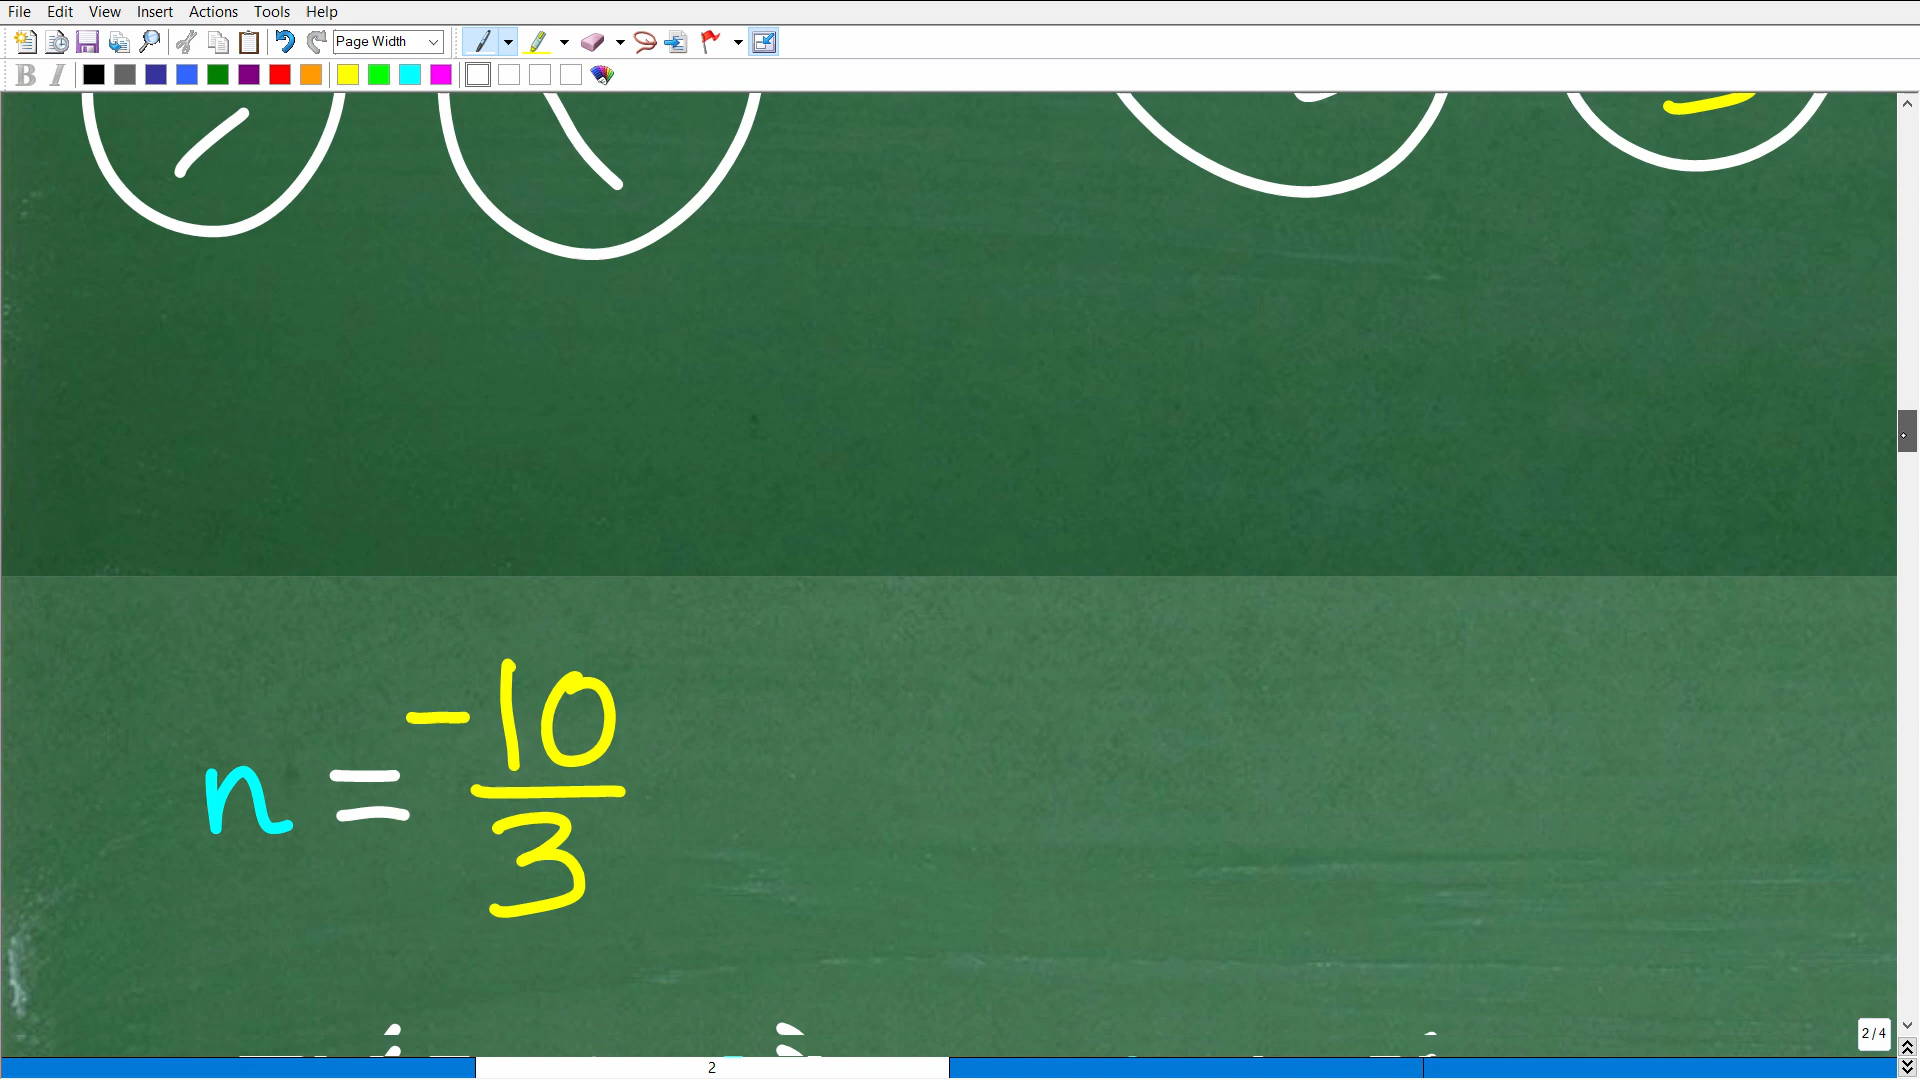 File Edit View Insert Actions Tools Help
Page Width
B I
n = -10/3
2 / 4
2